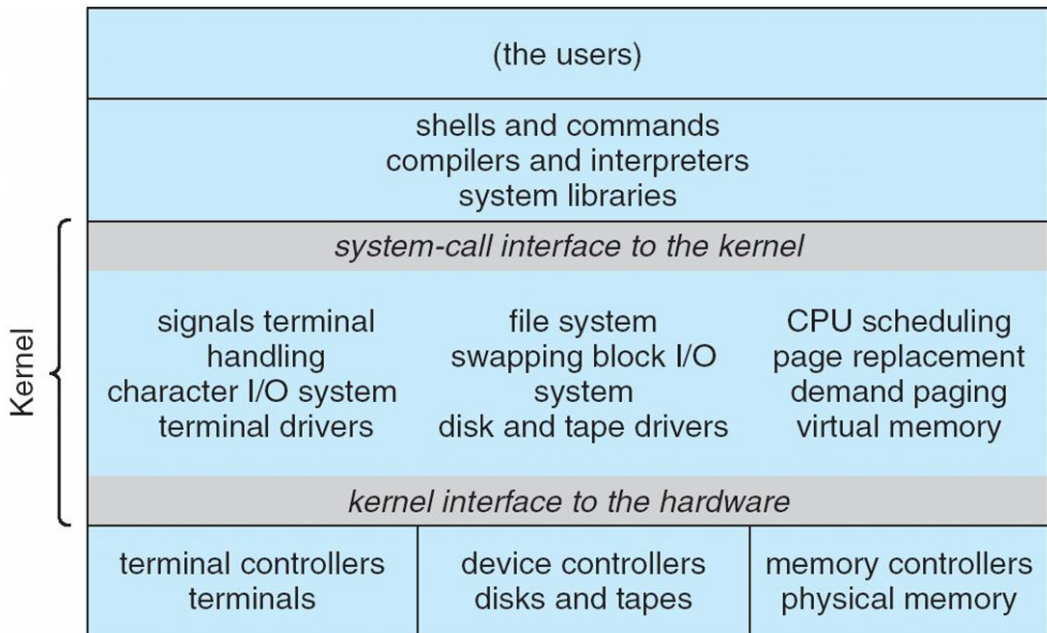 (the users)
shells and commands
compilers and interpreters
system libraries
Kernel
system-call interface to the kernel
signals terminal
handling
character I/O system
terminal drivers
file system
swapping block I/O
system
disk and tape drivers
CPU scheduling
page replacement
demand paging
virtual memory
kernel interface to the hardware
terminal controllers
terminals
device controllers
disks and tapes
memory controllers
physical memory